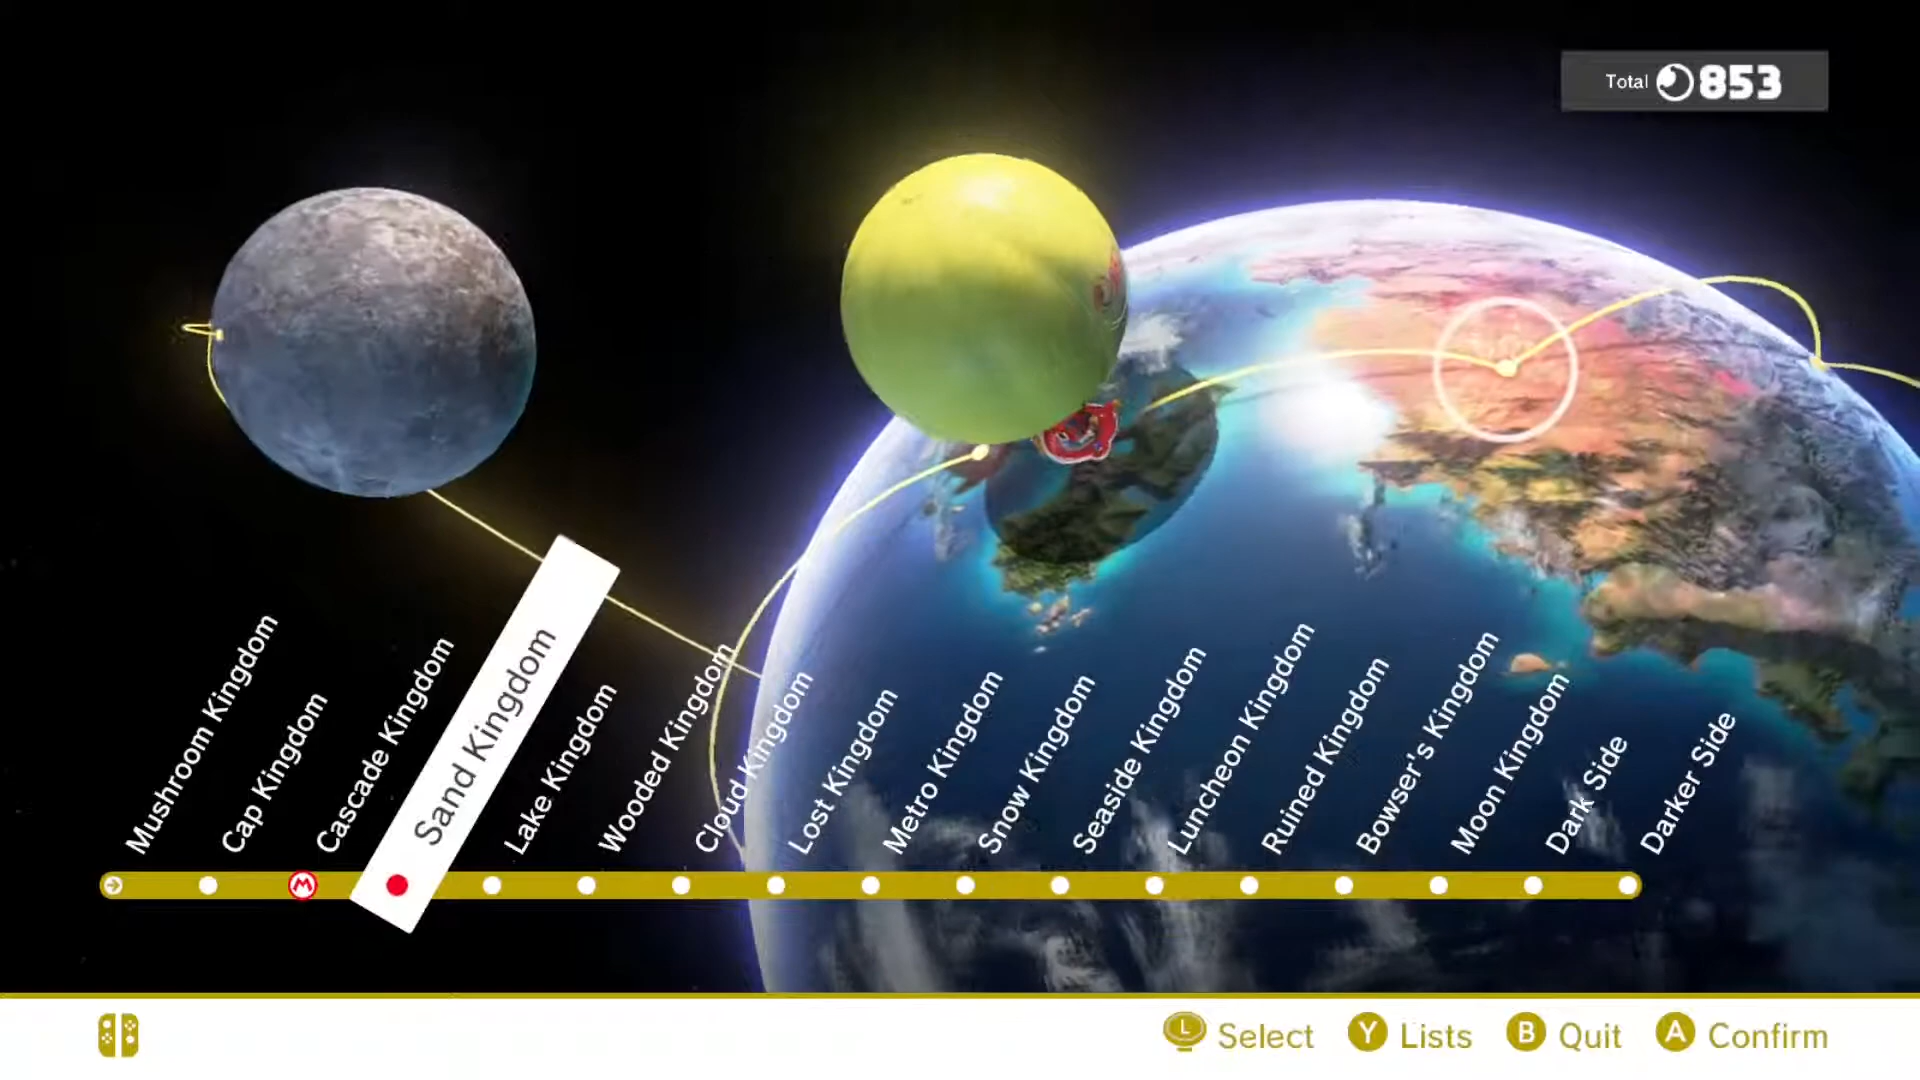 Total 853
Mushroom Kingdom
Cap Kingdom
Cascade Kingdom
Sand Kingdom
Lake Kingdom
Wooded Kingdom
Cloud Kingdom
Lost Kingdom
Metro Kingdom
Snow Kingdom
Seaside Kingdom
Luncheon Kingdom
Ruined Kingdom
Bowser's Kingdom
Moon Kingdom
Dark Side
Darker Side
L Select Y Lists B Quit A Confirm